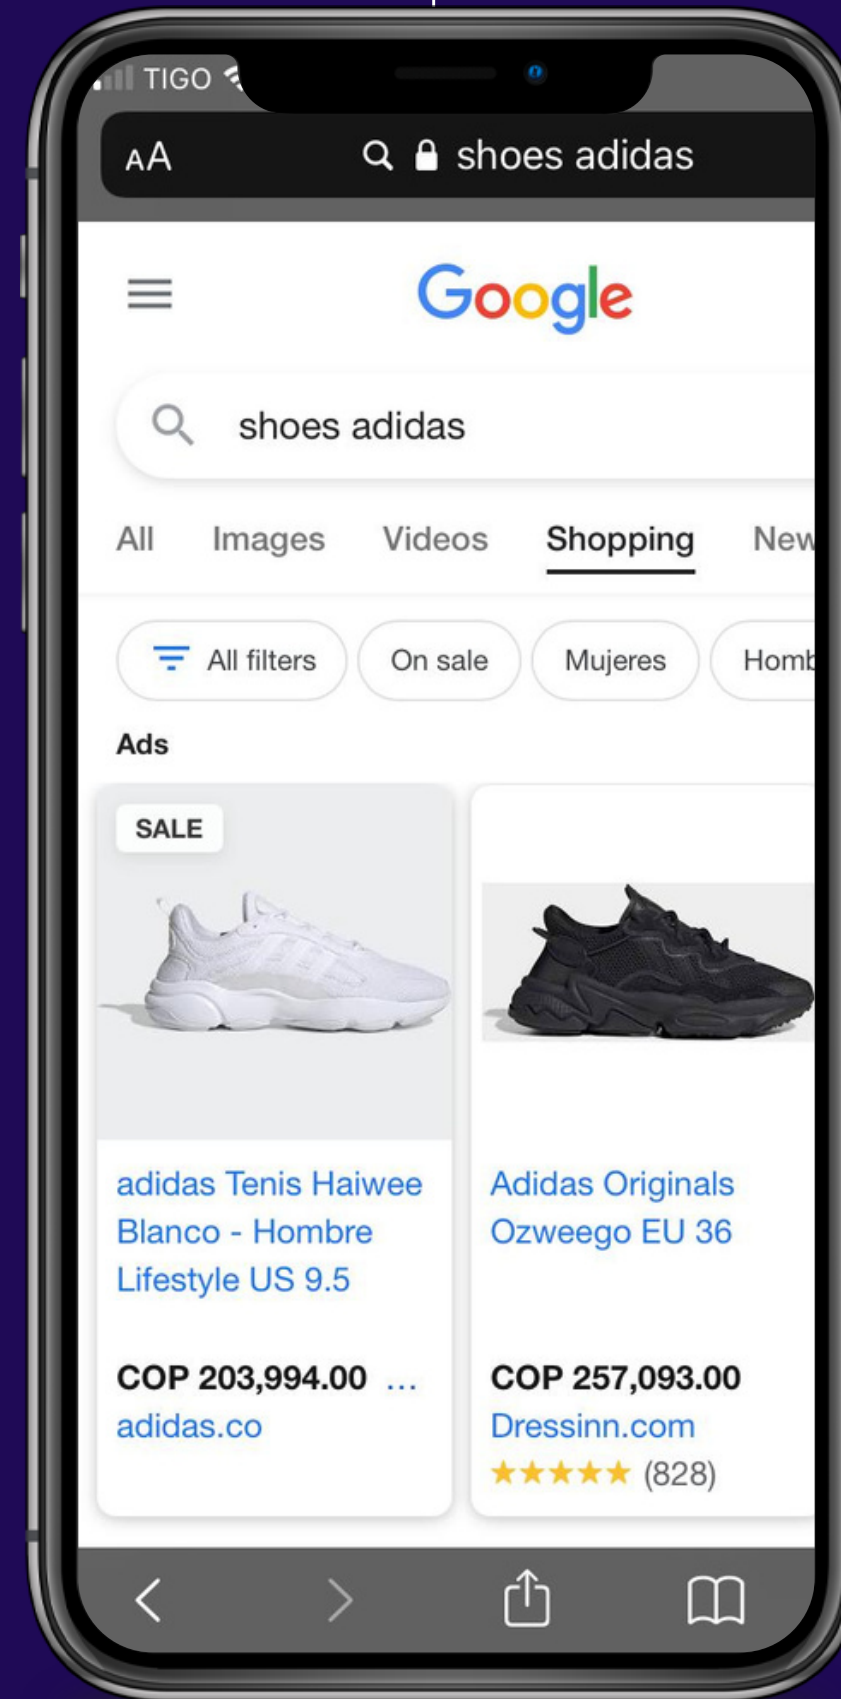 TIGO
AA shoes adidas
Google
shoes adidas
All Images Videos Shopping New
All filters On sale Mujeres Homb
Ads
SALE
adidas Tenis Haiwee
Blanco - Hombre
Lifestyle US 9.5
COP 203,994.00 ...
adidas.co
Adidas Originals
Ozweego EU 36
COP 257,093.00
Dressinn.com
(828)